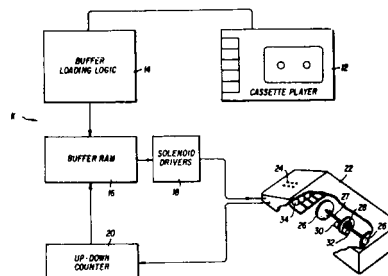 BUFFER
LOADING LOGIC
14
CASSETTE PLAYER
12
BUFFER RAM
16
SOLENOID
DRIVERS
18
UP-DOWN
COUNTER
20
22
24
27
28
26
30
32
34
26